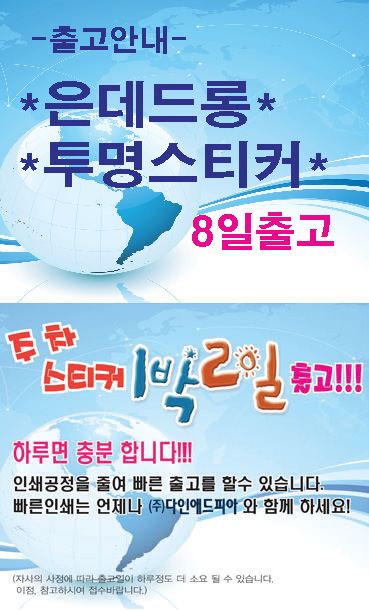 -출고안내-
*은데드롱*
*투명스티커*
8일출고
주차
스티커 1박2일 출고!!!
하루면 충분 합니다!!!
인쇄공정을 줄여 빠른 출고를 할수 있습니다.
빠른인쇄는 언제나 (주)다인애드피아 와 함께 하세요!
(자사의 사정에 따라 출고일이 하루정도 더 소요 될 수 있습니다.
이점, 참고하시여 접수바랍니다.)